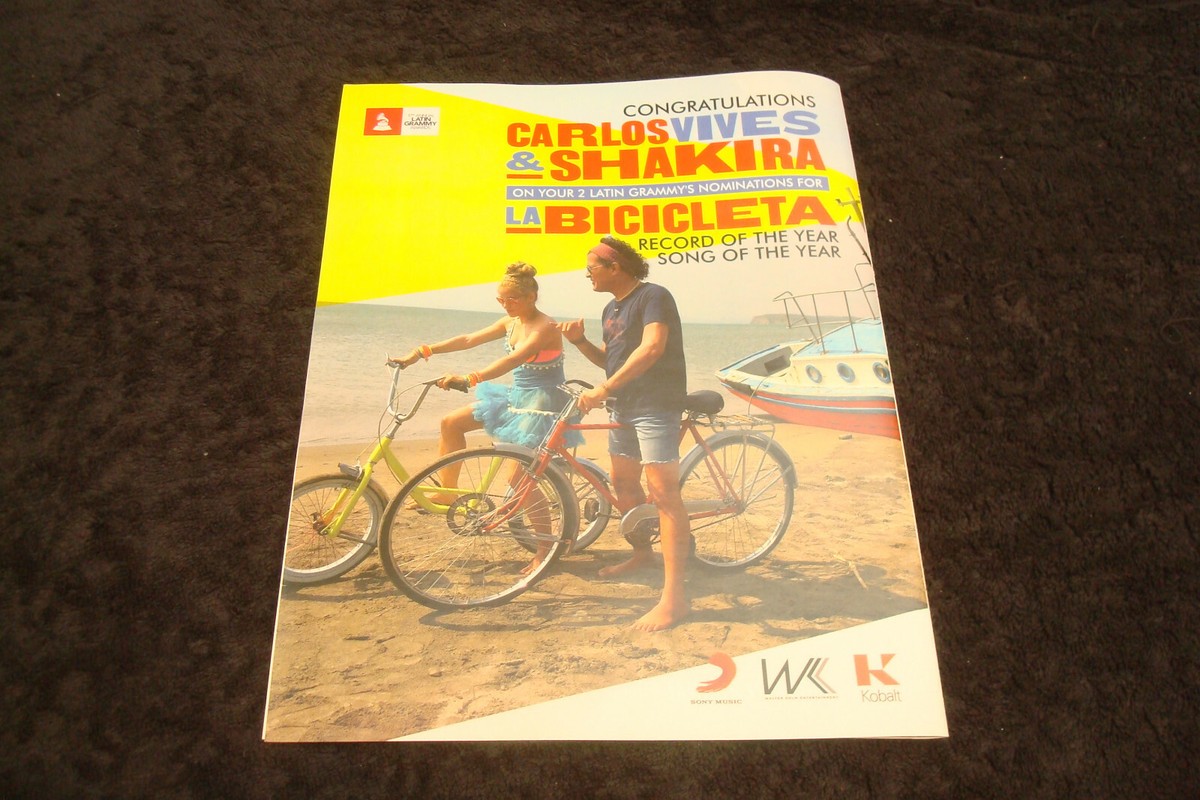 LATIN
GRAMMY
CONGRATULATIONS
CARLOS VIVES
& SHAKIRA
ON YOUR 2 LATIN GRAMMY'S NOMINATIONS FOR
LA BICICLETA
RECORD OF THE YEAR
SONG OF THE YEAR
SONY MUSIC
WK
K
Kobalt